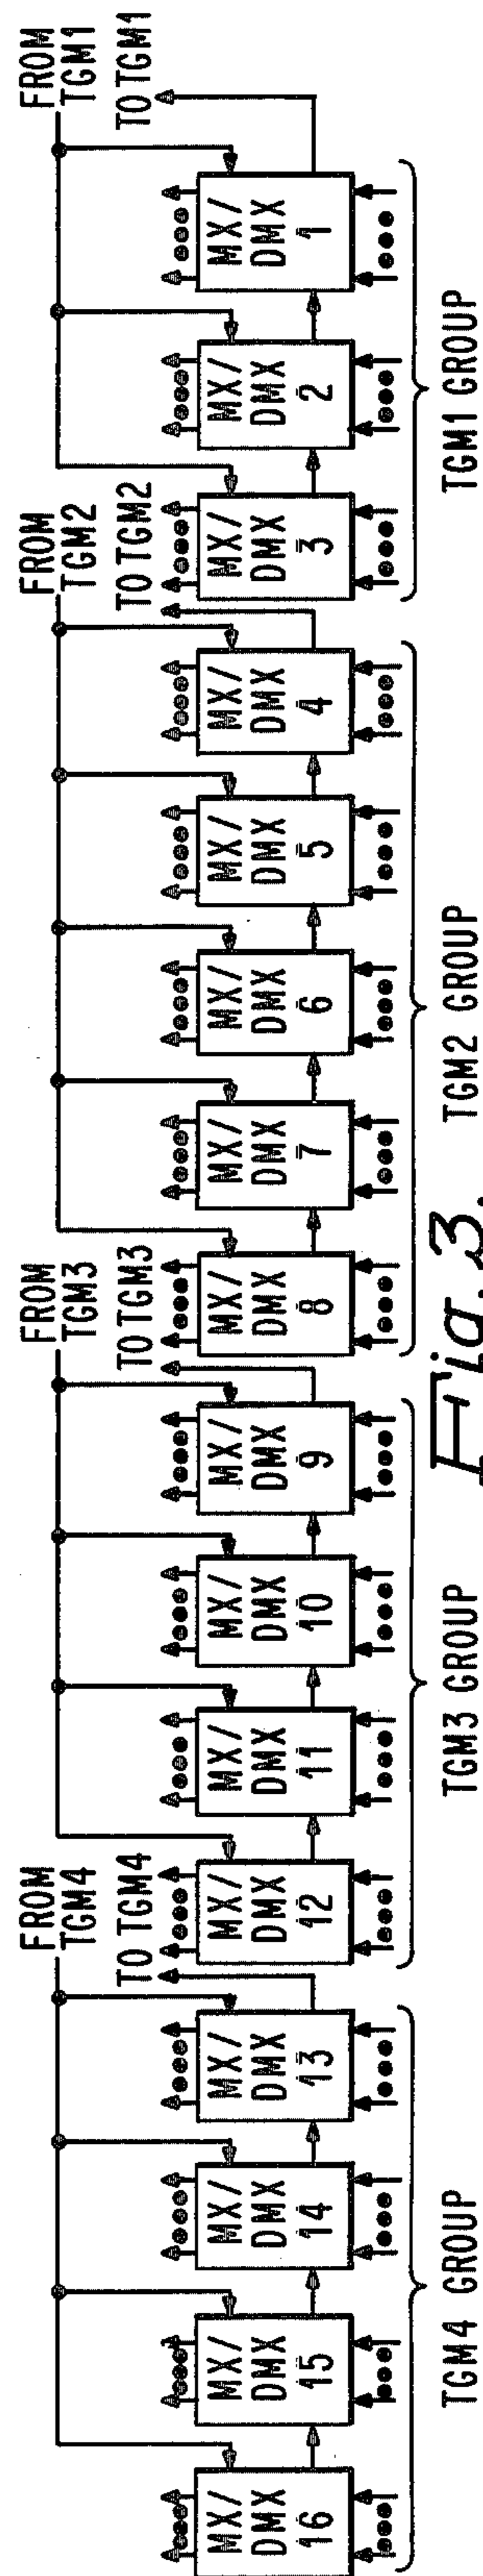 FROM
TGM4
TO TGM4
FROM
TGM3
TO TGM3
FROM
TGM2
TO TGM2
FROM
TGM1
TO TGM1
MX/
DMX
16
MX/
DMX
15
MX/
DMX
14
MX/
DMX
13
MX/
DMX
12
MX/
DMX
11
MX/
DMX
10
MX/
DMX
9
MX/
DMX
8
MX/
DMX
7
MX/
DMX
6
MX/
DMX
5
MX/
DMX
4
MX/
DMX
3
MX/
DMX
2
MX/
DMX
1
TGM4 GROUP
TGM3 GROUP
TGM2 GROUP
TGM1 GROUP
Fig. 3.